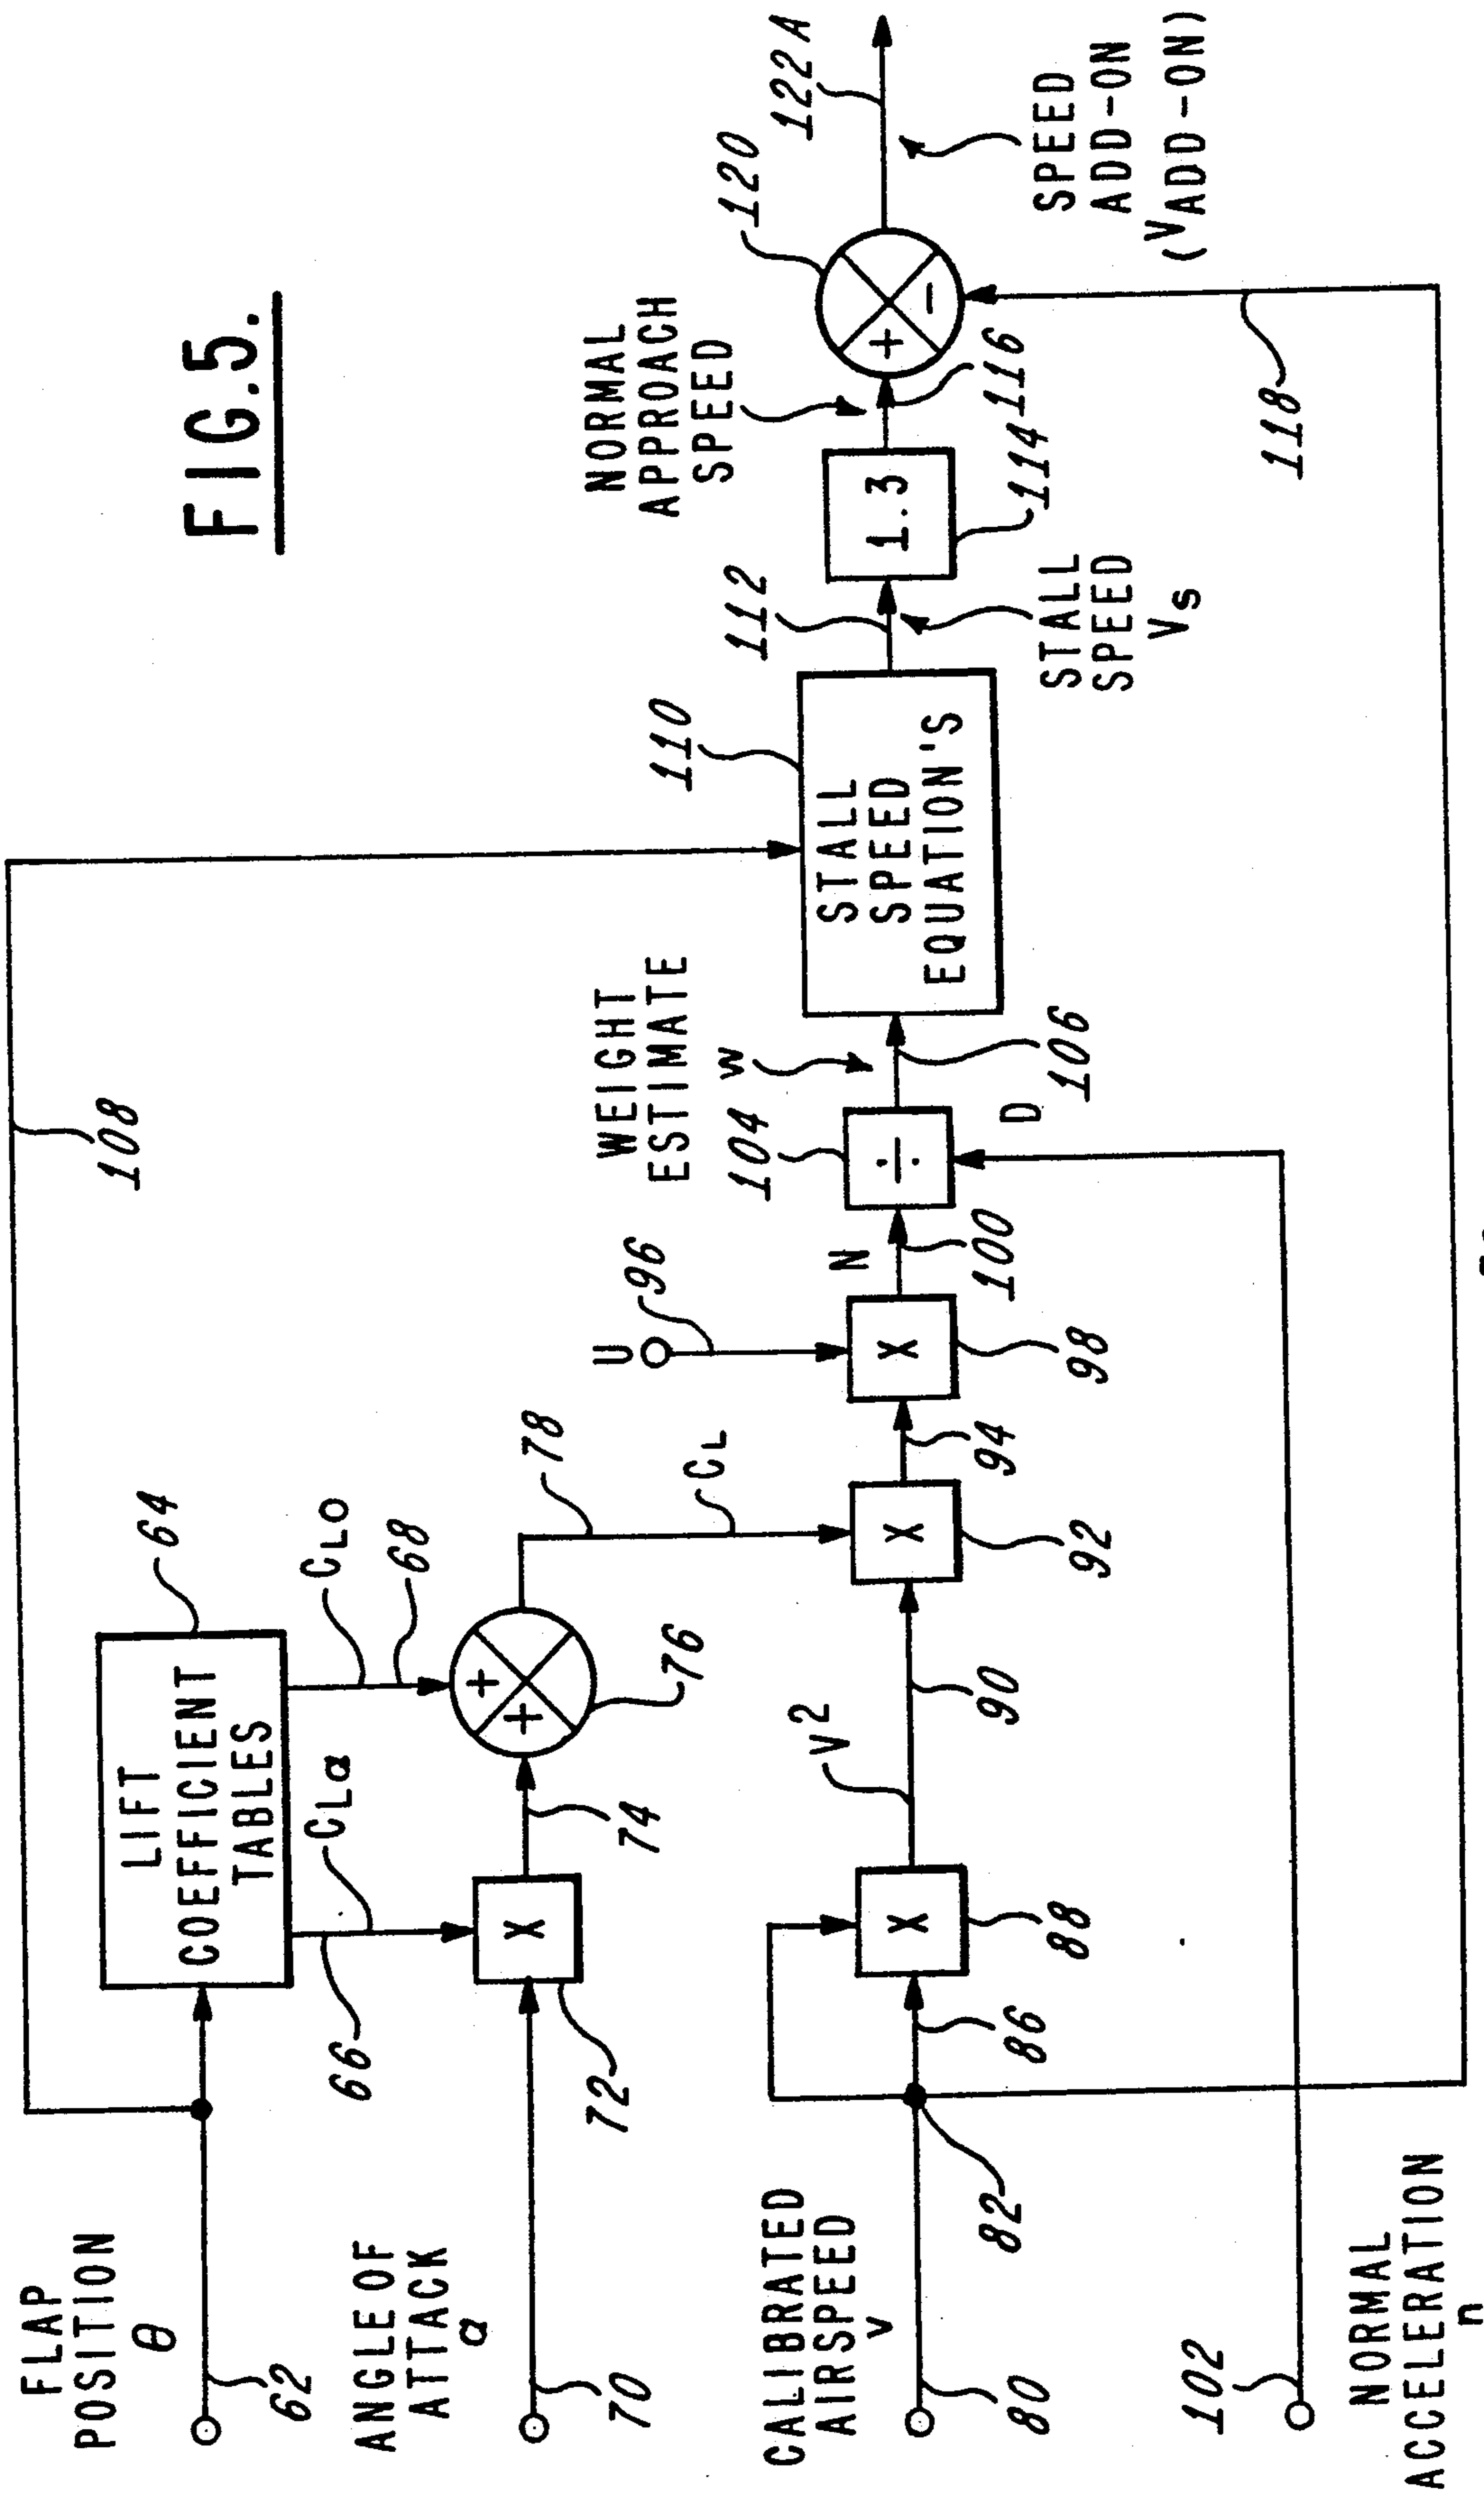 FIG.5.
FLAP
POSITION
θ
62
108
LIFT
COEFFICIENT
TABLES
64
CLα
66
CLO
68
ANGLE OF
ATTACK
α
70
X
72
74
+
+
76
78
CL
CALIBRATED
AIRSPEED
V
80
82
86
X
88
V2
90
X
92
94
U
96
X
98
N
100
÷
104
D
WEIGHT
ESTIMATE
W
106
STALL
SPEED
EQUATION'S
110
112
STALL
SPEED
VS
1.3
114
NORMAL
APPROACH
SPEED
116
+
−
120
118
122A
SPEED
ADD-ON
(VADD-ON)
102
NORMAL
ACCELERATION
n